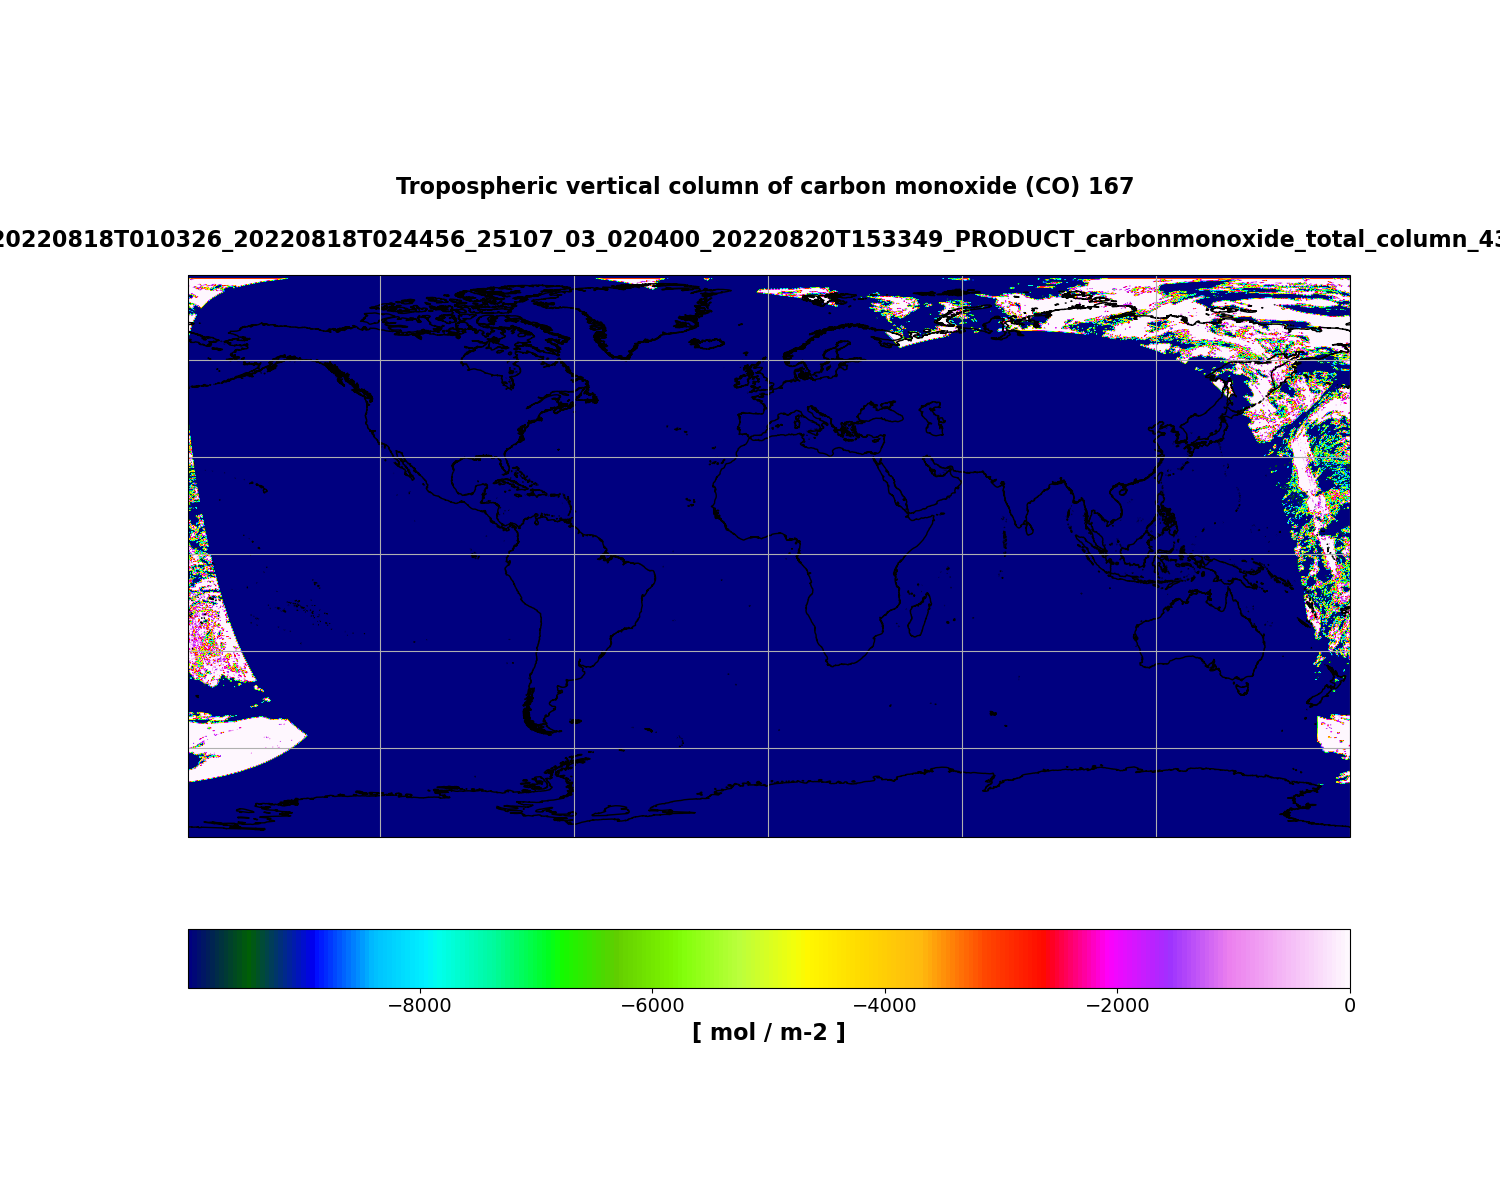 Tropospheric vertical column of carbon monoxide (CO) 167
20220818T010326_20220818T024456_25107_03_020400_20220820T153349_PRODUCT_carbonmonoxide_total_column_43
−8000 −6000 −4000 −2000 0
[ mol / m-2 ]